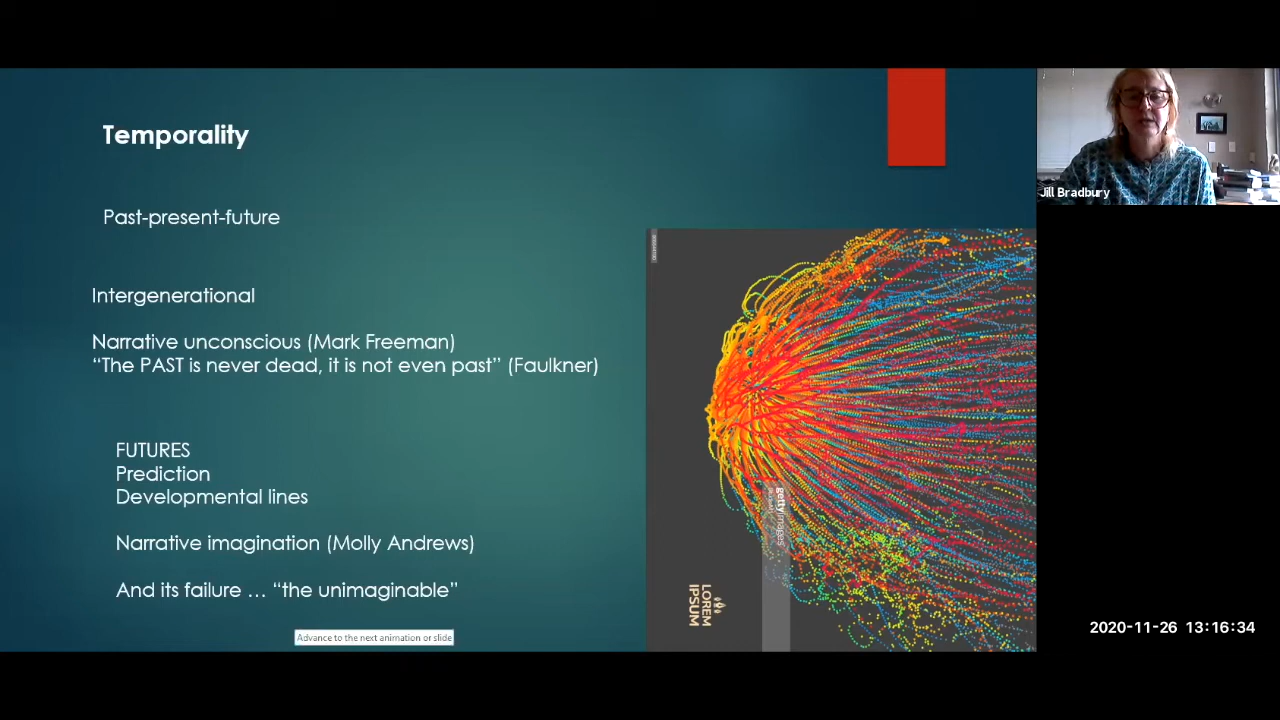 Temporality
Past-present-future
Intergenerational
Narrative unconscious (Mark Freeman)
“The PAST is never dead, it is not even past” (Faulkner)
FUTURES
Prediction
Developmental lines
Narrative imagination (Molly Andrews)
And its failure … “the unimaginable”
Advance to the next animation or slide
gettyimages
LOREM
IPSUM
Jill Bradbury
2020-11-26 13:16:34